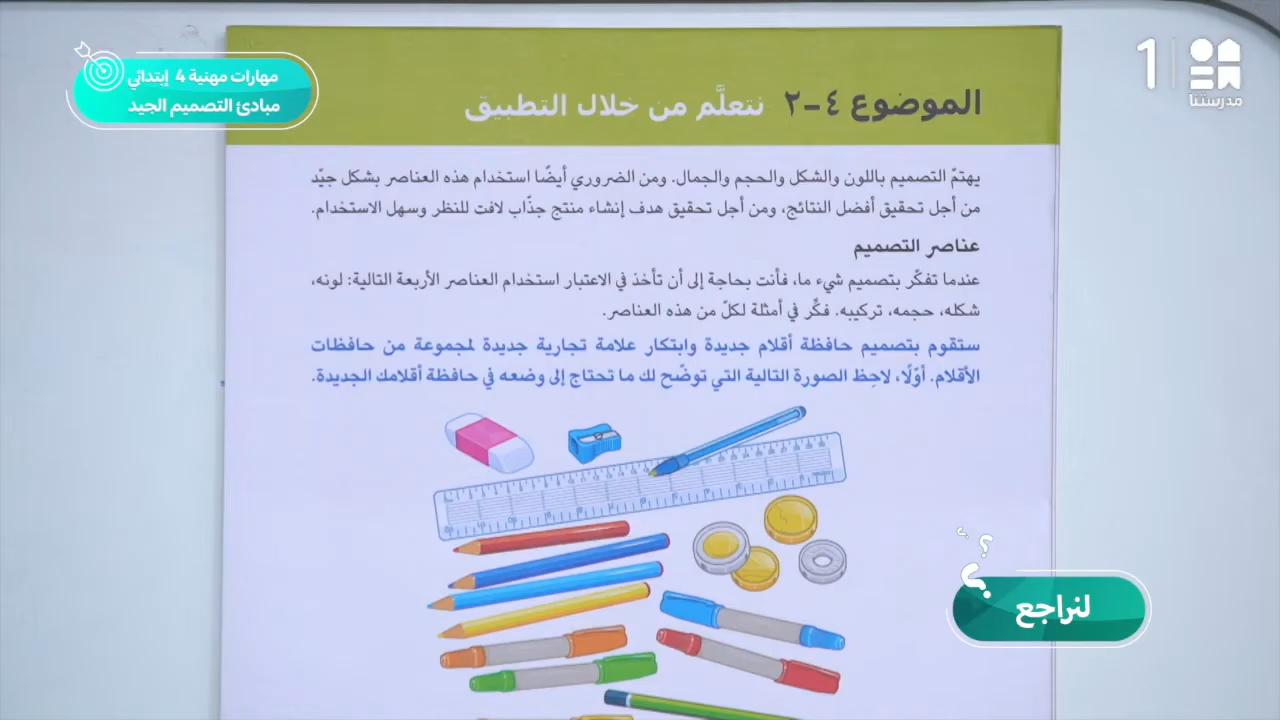 مهارات مهنية 4 إبتدائي
مبادئ التصميم الجيد
1
مدرستنا
الموضوع ٤-٢ نتعلَّم من خلال التطبيق
يهتمّ التصميم باللون والشكل والحجم والجمال. ومن الضروري أيضًا استخدام هذه العناصر بشكل جيّد
من أجل تحقيق أفضل النتائج، ومن أجل تحقيق هدف إنشاء منتج جذّاب لافت للنظر وسهل الاستخدام.
عناصر التصميم
عندما تفكّر بتصميم شيء ما، فأنت بحاجة إلى أن تأخذ في الاعتبار استخدام العناصر الأربعة التالية: لونه،
شكله، حجمه، تركيبه. فكِّر في أمثلة لكلّ من هذه العناصر.
ستقوم بتصميم حافظة أقلام جديدة وابتكار علامة تجارية جديدة لمجموعة من حافظات
الأقلام. أوّلًا، لاحِظ الصورة التالية التي توضّح لك ما تحتاج إلى وضعه في حافظة أقلامك الجديدة.
لنراجع